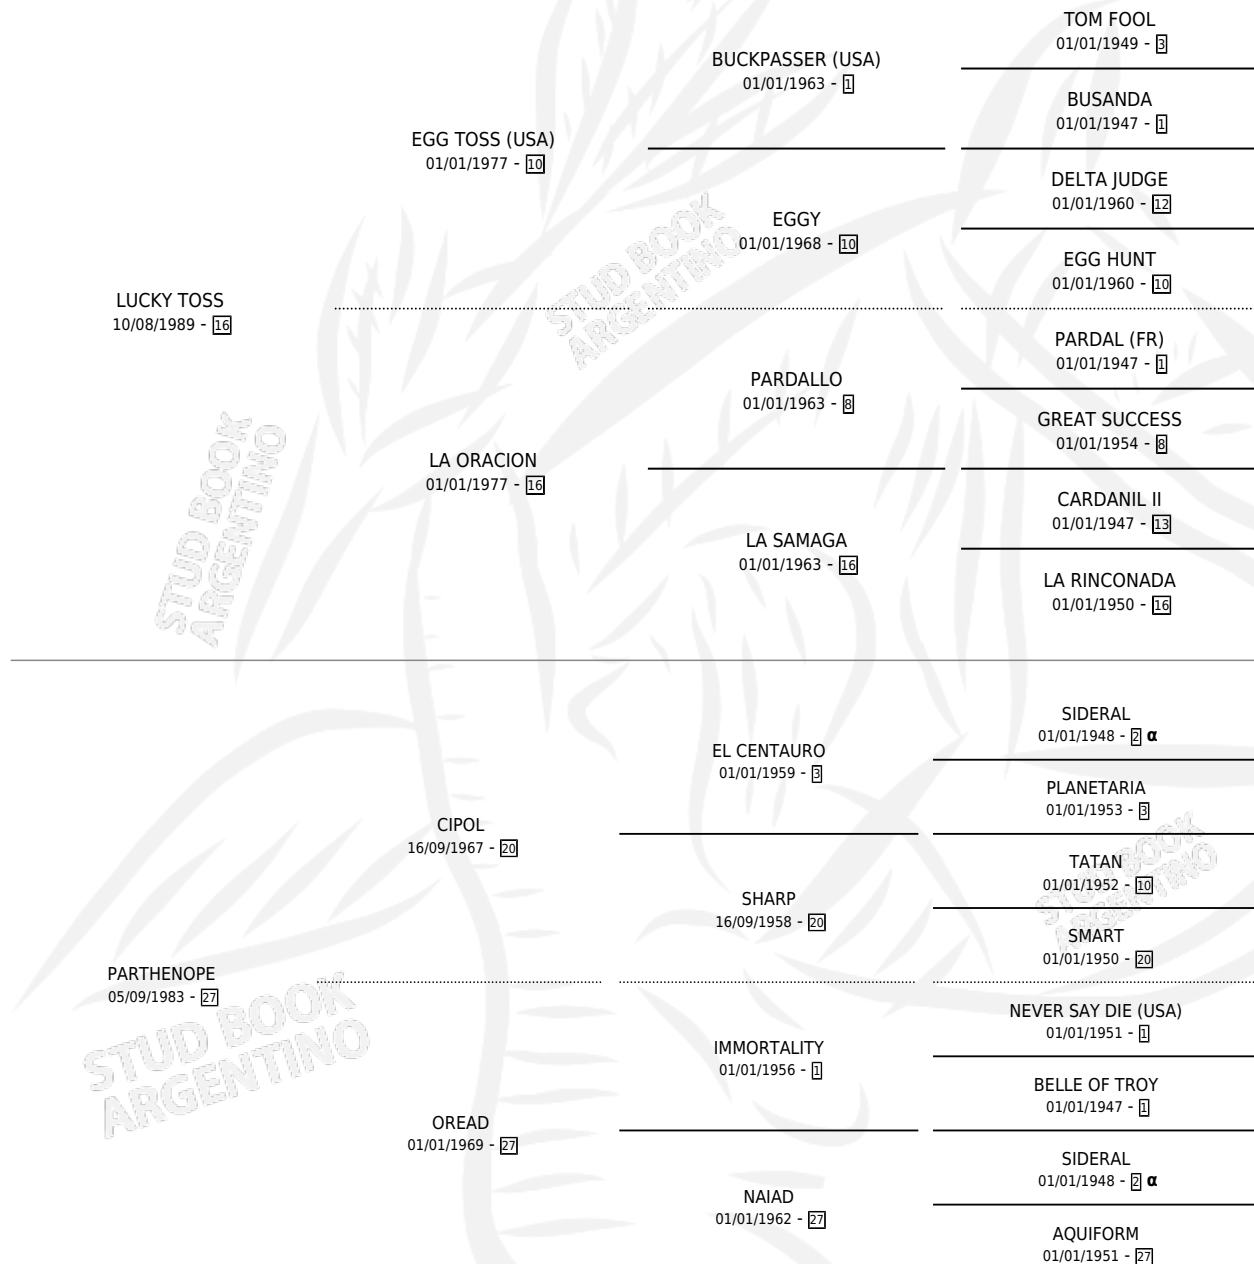 TOM FOOL
01/01/1949 - 3
BUCKPASSER (USA)
01/01/1963 - 1
BUSANDA
01/01/1947 - 1
EGG TOSS (USA)
01/01/1977 - 10
DELTA JUDGE
01/01/1960 - 12
EGGY
01/01/1968 - 10
EGG HUNT
01/01/1960 - 10
LUCKY TOSS
10/08/1989 - 16
PARDAL (FR)
01/01/1947 - 1
PARDALLO
01/01/1963 - 8
GREAT SUCCESS
01/01/1954 - 8
LA ORACION
01/01/1977 - 16
CARDANIL II
01/01/1947 - 13
LA SAMAGA
01/01/1963 - 16
LA RINCONADA
01/01/1950 - 16
SIDERAL
01/01/1948 - 2 α
EL CENTAURO
01/01/1959 - 3
PLANETARIA
01/01/1953 - 3
CIPOL
16/09/1967 - 20
TATAN
01/01/1952 - 10
SHARP
16/09/1958 - 20
SMART
01/01/1950 - 20
PARTHENOPE
05/09/1983 - 27
NEVER SAY DIE (USA)
01/01/1951 - 1
IMMORTALITY
01/01/1956 - 1
BELLE OF TROY
01/01/1947 - 1
OREAD
01/01/1969 - 27
SIDERAL
01/01/1948 - 2 α
NAIAD
01/01/1962 - 27
AQUIFORM
01/01/1951 - 27
STUD BOOK
ARGENTINO
STUD BOOK
ARGENTINO
STUD BOOK
ARGENTINO
STUD BOOK
ARGENTINO